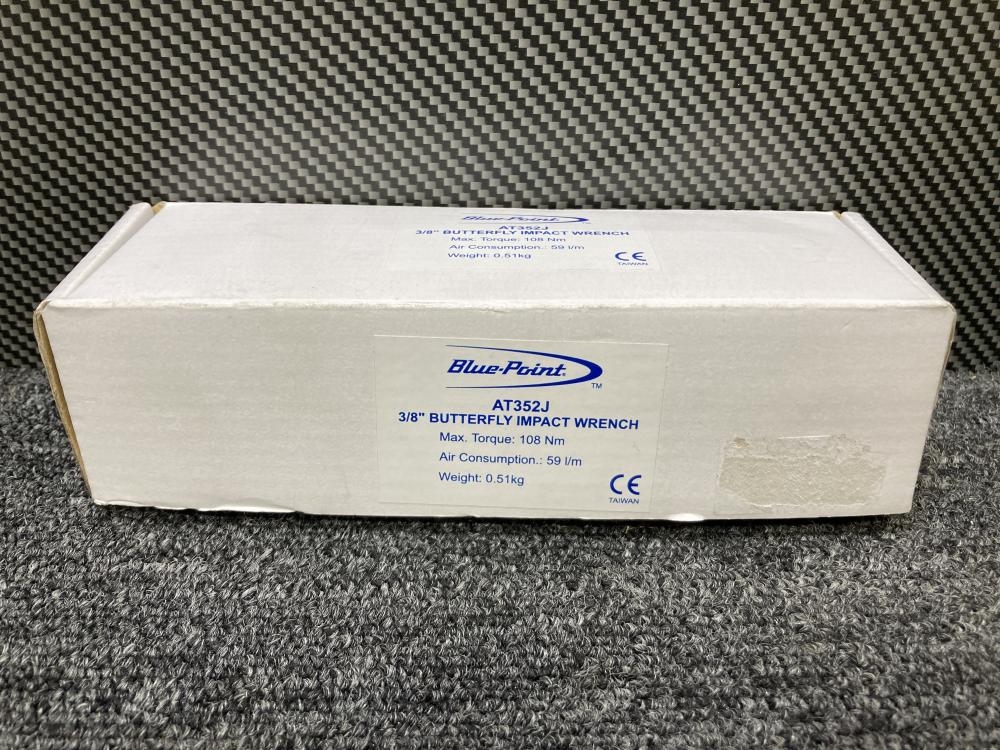 Blue-Point
AT352J
3/8" BUTTERFLY IMPACT WRENCH
Max. Torque: 108 Nm
Air Consumption.: 59 l/m
Weight: 0.51kg
CE
TAIWAN
Blue-Point®
TM
AT352J
3/8" BUTTERFLY IMPACT WRENCH
Max. Torque: 108 Nm
Air Consumption.: 59 l/m
Weight: 0.51kg
CE
TAIWAN